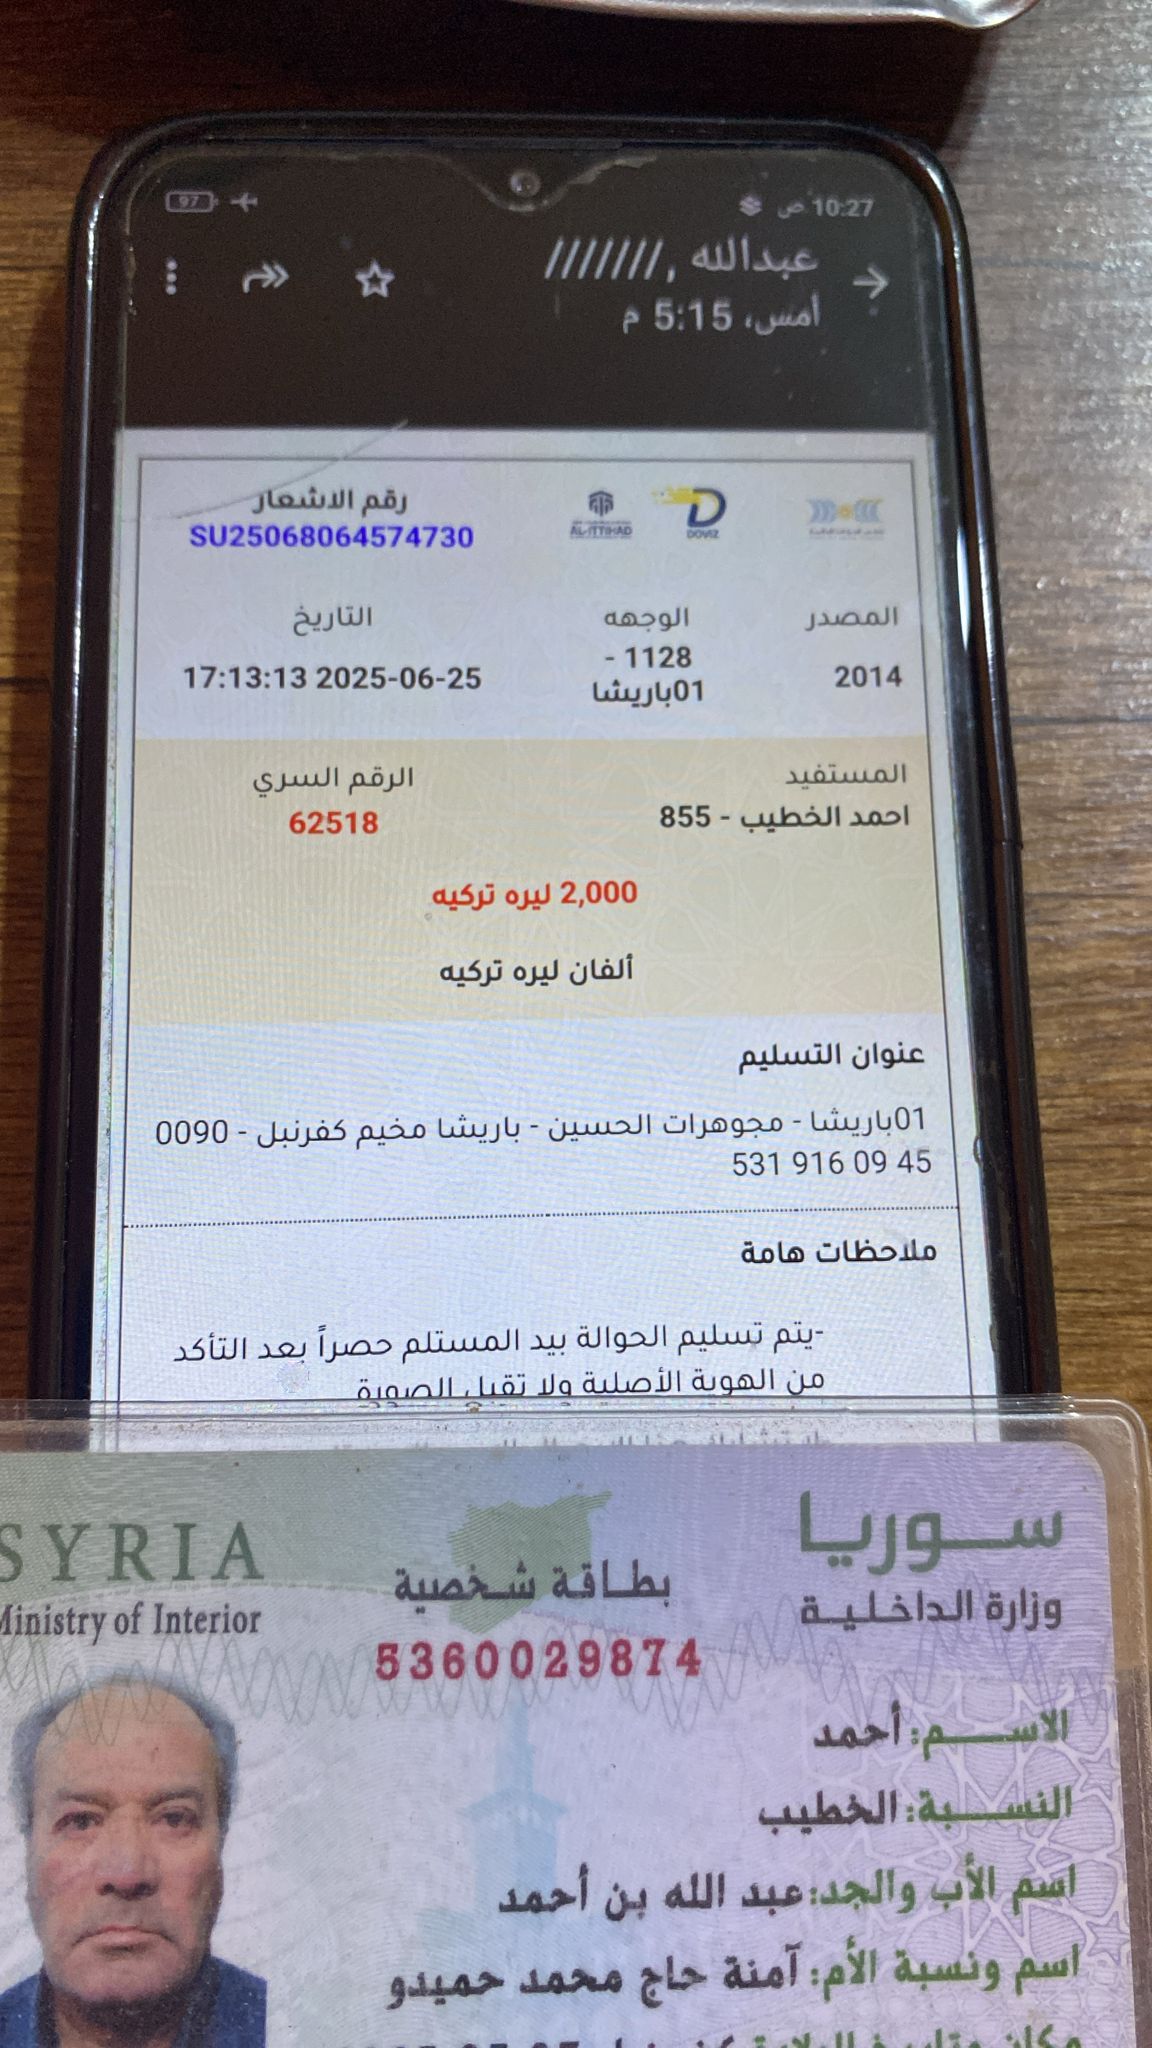 10:27 ص
97
عبدالله ,///////
أمس، 5:15 م
رقم الاشعار
SU25068064574730
AL-ITTIHAD
DOVIZ
المصدر
الوجهه
التاريخ
2014
1128 -
01باريشا
2025-06-25 17:13:13
المستفيد
الرقم السري
احمد الخطيب - 855
62518
2,000 ليره تركيه
ألفان ليره تركيه
عنوان التسليم
01باريشا - مجوهرات الحسين - باريشا مخيم كفرنبل - 0090
531 916 09 45
ملاحظات هامة
-يتم تسليم الحوالة بيد المستلم حصراً بعد التأكد
من الهوية الأصلية ولا تقبل الصورة
SYRIA
سوريا
Ministry of Interior
بطاقة شخصية
وزارة الداخلية
5360029874
الاسم: أحمد
النسبة: الخطيب
اسم الأب والجد: عبد الله بن أحمد
اسم ونسبة الأم: آمنة حاج محمد حميدو